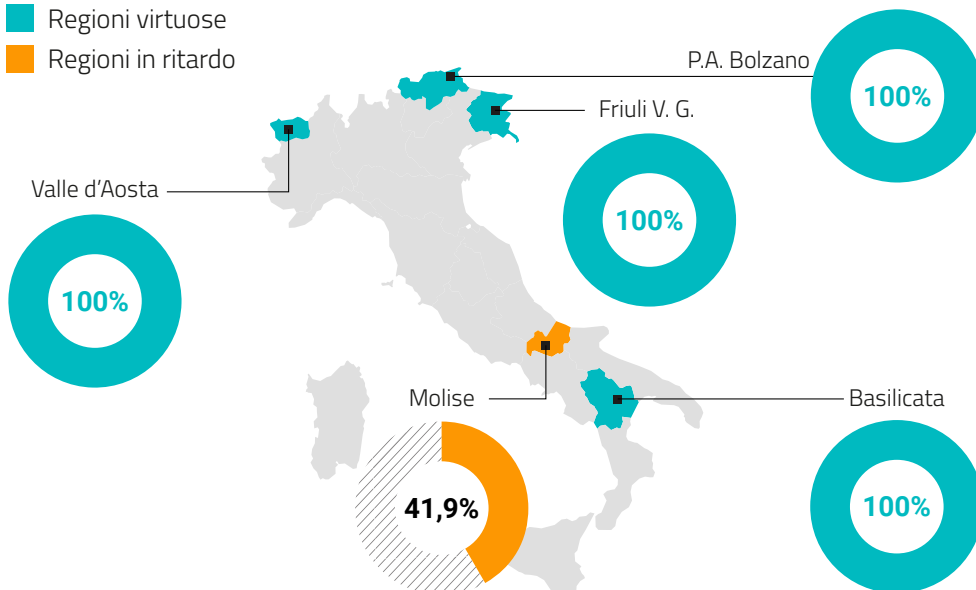 Regioni virtuose
Regioni in ritardo
P.A. Bolzano
100%
Friuli V. G.
100%
Valle d'Aosta
100%
Molise
41,9%
Basilicata
100%